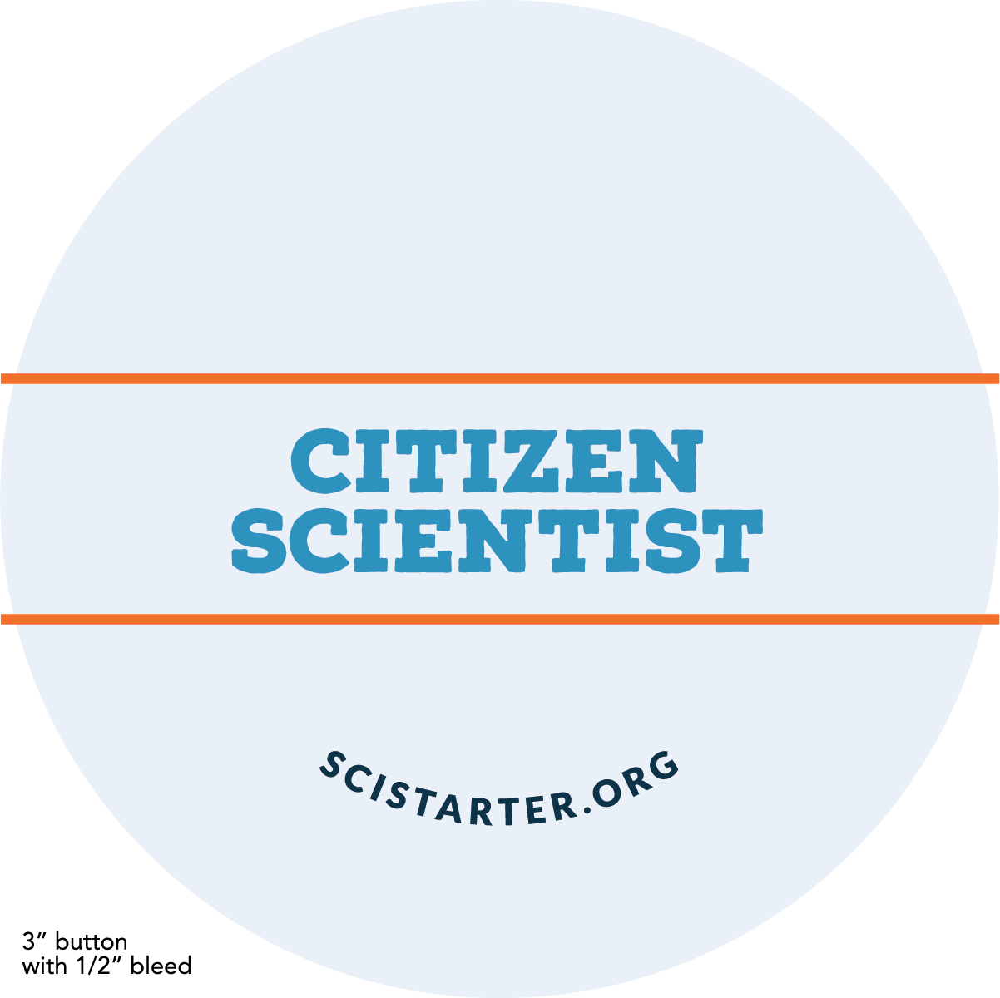 CITIZEN
SCIENTIST
SCISTARTER.ORG
3” button
with 1/2” bleed